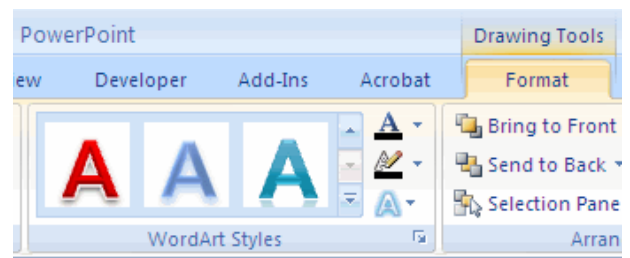 PowerPoint
Drawing Tools
ew Developer Add-Ins Acrobat Format
A A A A Bring to Front
Send to Back
A Selection Pane
WordArt Styles Arran